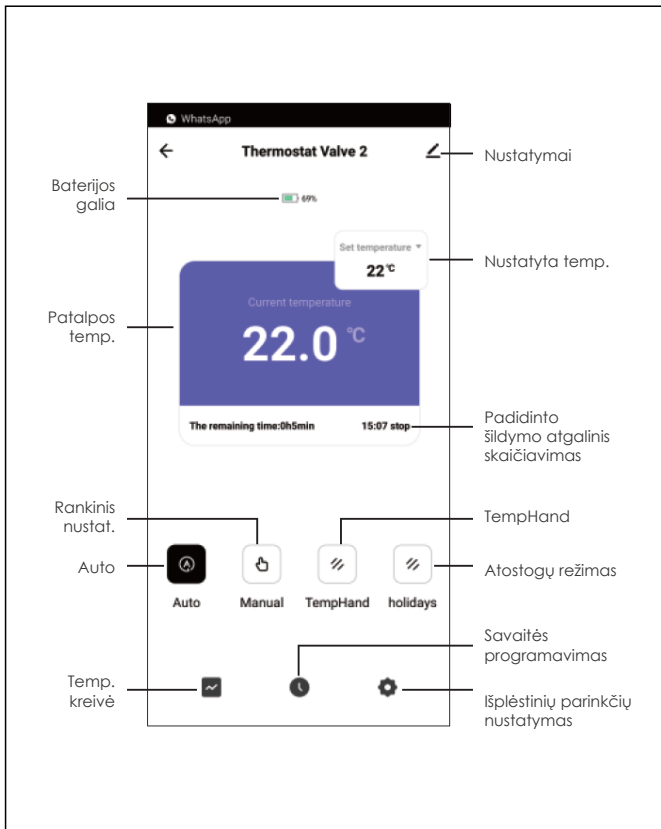 WhatsApp
Thermostat Valve 2
Nustatymai
Baterijos
galia
69%
Set temperature
22°C
Nustatyta temp.
Current temperature
22.0 °C
Patalpos
temp.
The remaining time:0h5min
15:07 stop
Padidinto
šildymo atgalinis
skaičiavimas
Rankinis
nustat.
TempHand
Auto
Atostogų režimas
Auto
Manual
TempHand
holidays
Savaitės
programavimas
Temp.
kreivė
Išplėstinių parinkčių
nustatymas